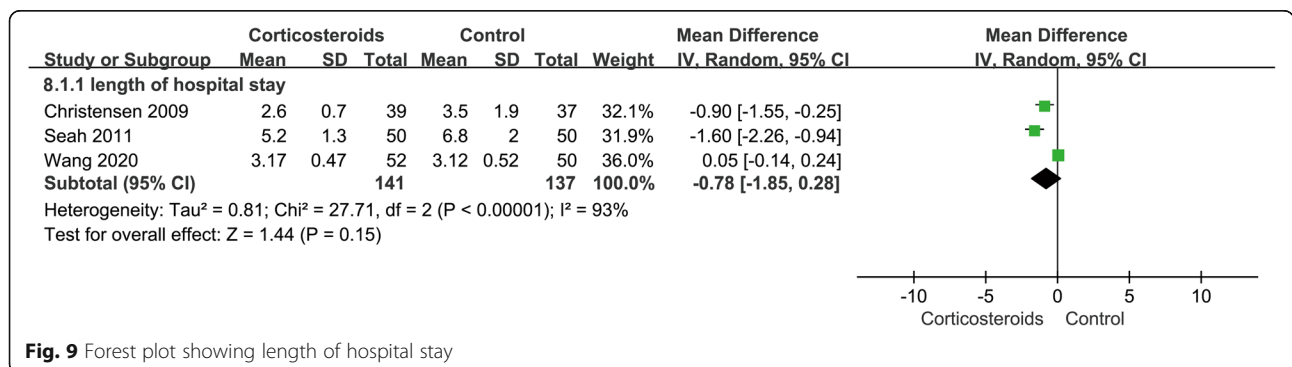 Corticosteroids Control Mean Difference Mean Difference
Study or Subgroup Mean SD Total Mean SD Total Weight IV, Random, 95% CI IV, Random, 95% CI
8.1.1 length of hospital stay
Christensen 2009 2.6 0.7 39 3.5 1.9 37 32.1% -0.90 [-1.55, -0.25]
Seah 2011 5.2 1.3 50 6.8 2 50 31.9% -1.60 [-2.26, -0.94]
Wang 2020 3.17 0.47 52 3.12 0.52 50 36.0% 0.05 [-0.14, 0.24]
Subtotal (95% CI) 141 137 100.0% -0.78 [-1.85, 0.28]
Heterogeneity: Tau² = 0.81; Chi² = 27.71, df = 2 (P < 0.00001); I² = 93%
Test for overall effect: Z = 1.44 (P = 0.15)
-10 -5 0 5 10
Corticosteroids Control
Fig. 9 Forest plot showing length of hospital stay